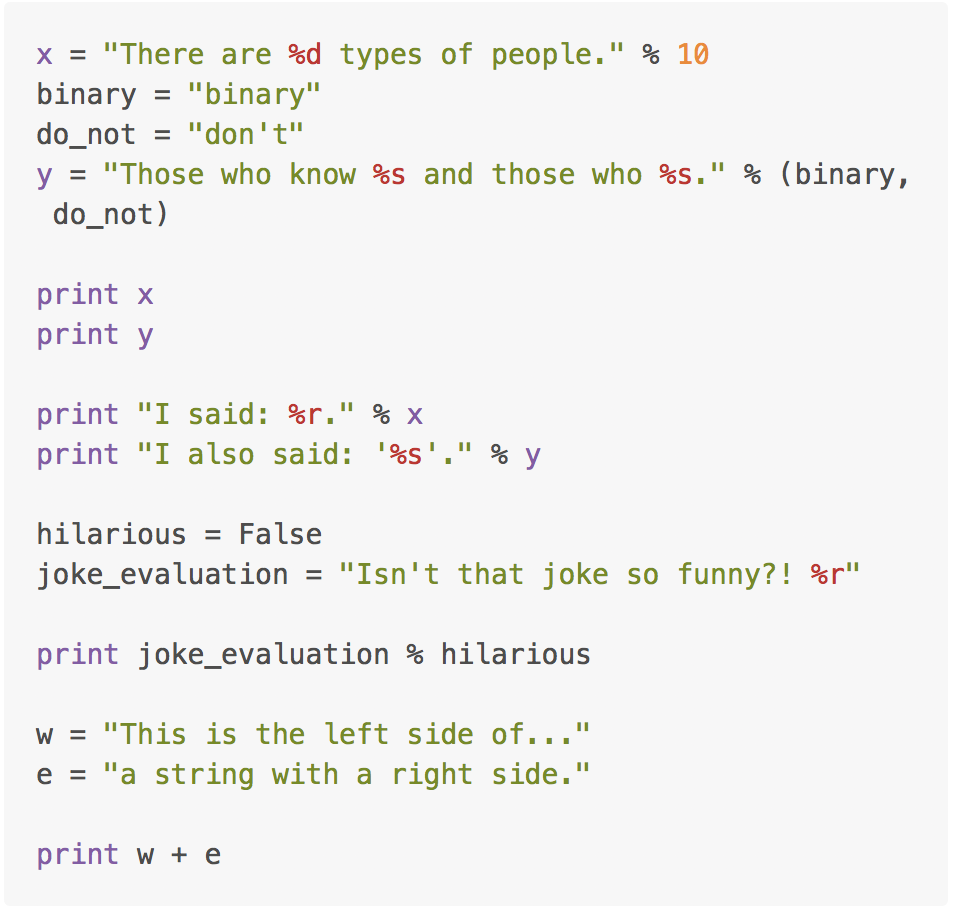 x = "There are %d types of people." % 10
binary = "binary"
do_not = "don't"
y = "Those who know %s and those who %s." % (binary,
do_not)
print x
print y
print "I said: %r." % x
print "I also said: '%s'." % y
hilarious = False
joke_evaluation = "Isn't that joke so funny?! %r"
print joke_evaluation % hilarious
w = "This is the left side of..."
e = "a string with a right side."
print w + e